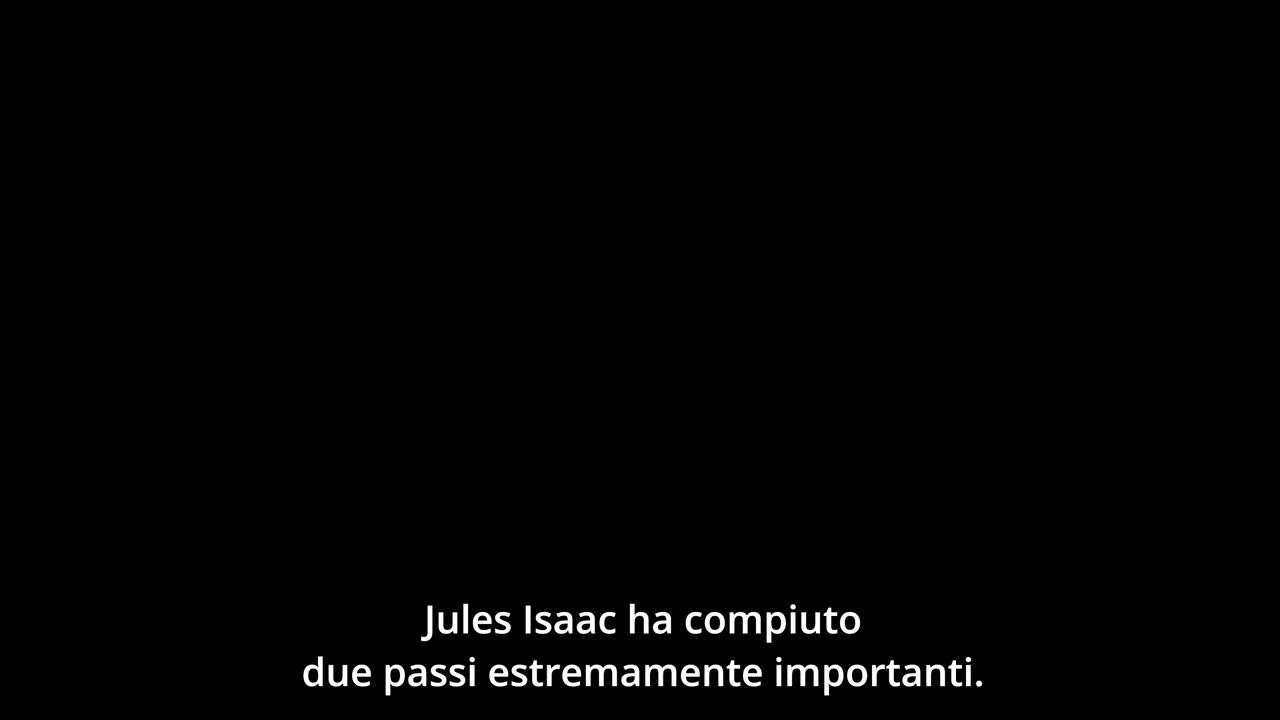 Jules Isaac ha compiuto
due passi estremamente importanti.